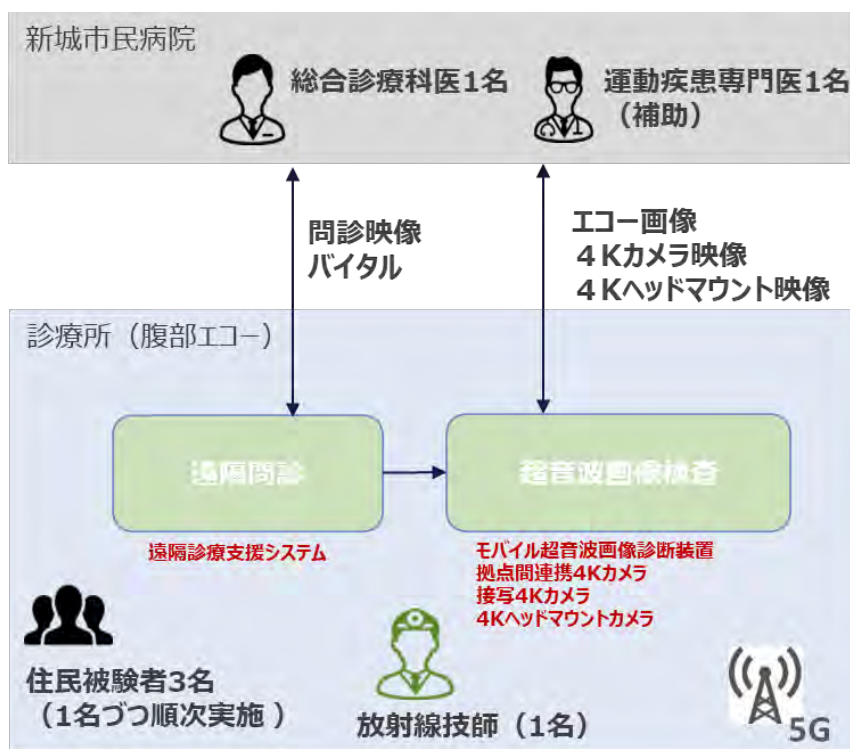 新城市民病院
総合診療科医1名
運動疾患専門医1名
（補助）
問診映像
バイタル
エコー画像
４Kカメラ映像
４Kヘッドマウント映像
診療所（腹部エコー）
遠隔問診
超音波画像検査
遠隔診療支援システム
モバイル超音波画像診断装置
拠点間連携4Kカメラ
接写4Kカメラ
4Kヘッドマウントカメラ
住民被験者3名
（1名づつ順次実施 ）
放射線技師（1名）
5G